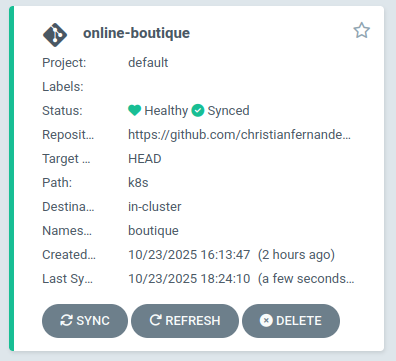 online-boutique
Project: default
Labels:
Status: Healthy Synced
Reposit... https://github.com/christianfernande...
Target ... HEAD
Path: k8s
Destina... in-cluster
Names... boutique
Created... 10/23/2025 16:13:47 (2 hours ago)
Last Sy... 10/23/2025 18:24:10 (a few seconds...
SYNC REFRESH DELETE